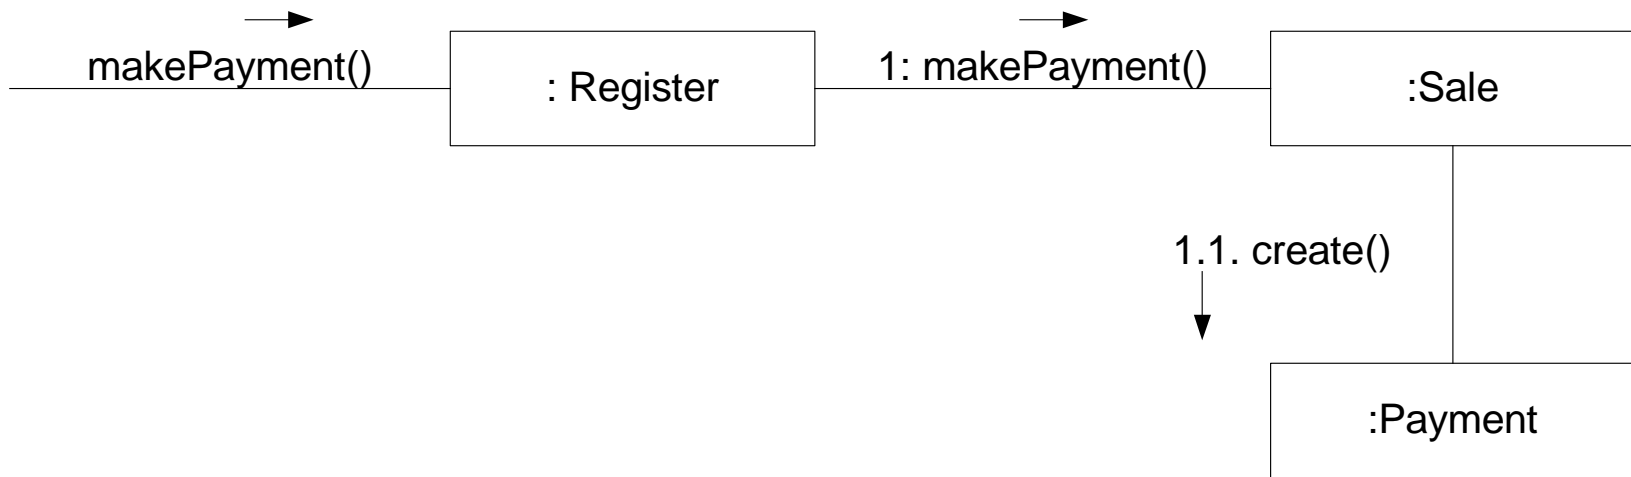 makePayment()
: Register
1: makePayment()
:Sale
1.1. create()
:Payment